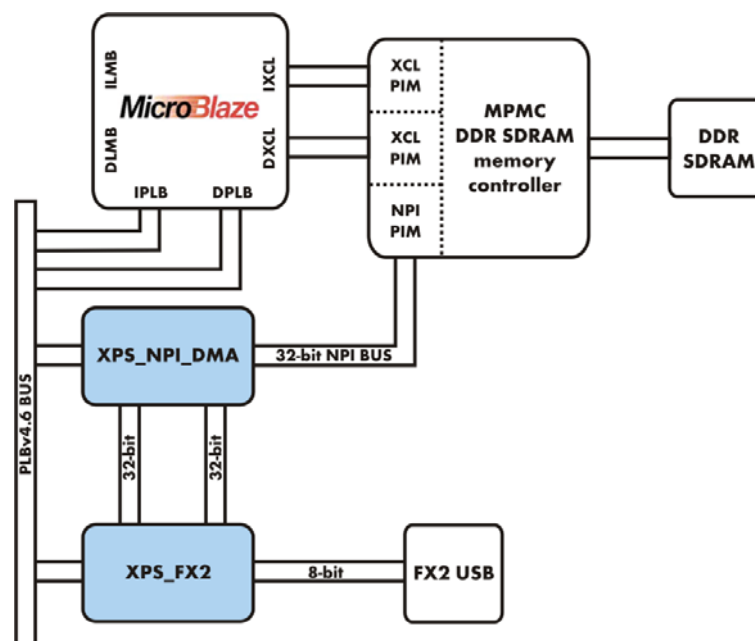 ILMB
DLMB
MicroBlaze
IXCL
DXCL
IPLB
DPLB
XCL
PIM
XCL
PIM
NPI
PIM
MPMC
DDR SDRAM
memory
controller
DDR
SDRAM
PLBv4.6 BUS
XPS_NPI_DMA
32-bit NPI BUS
32-bit
32-bit
XPS_FX2
8-bit
FX2 USB